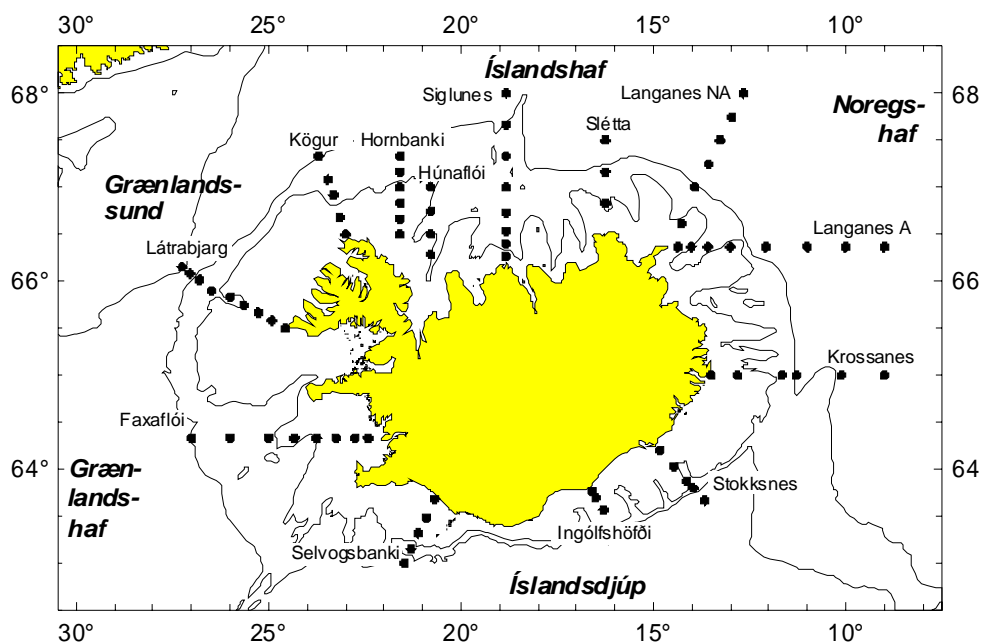 30° 25° 20° 15° 10°
Íslandshaf
68° 68
Siglunes
Langanes NA
Noregs-
haf
Slétta
Kögur
Hornbanki
Húnaflói
Grænlands-
sund
Langanes A
Látrabjarg
66° 66
Krossanes
Faxaflói
64° 64
Græn-
lands-
haf
Stokksnes
Ingólfshöfði
Selvogsbanki
Íslandsdjúp
30° 25° 20° 15° 10°